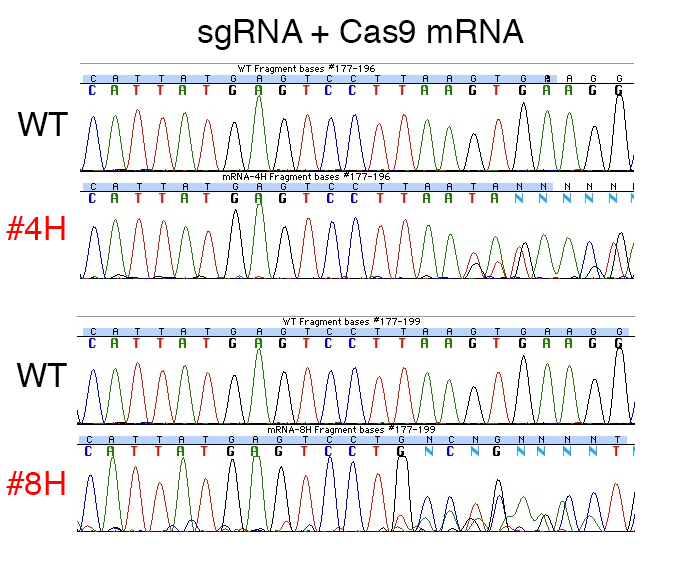 sgRNA + Cas9 mRNA
WT Fragment bases #177-196
C A T T A T G A G T C C T T A A G T G A A G G
WT
C A T T A T G A G T C C T T A A G T G A A G G
mRNA-4H Fragment bases #177-196
C A T T A T G A G T C C T T A A T A N N N N N
#4H
C A T T A T G A G T C C T T A A T A N N N N N
WT Fragment bases #177-199
C A T T A T G A G T C C T T A A G T G A A G G
WT
C A T T A T G A G T C C T T A A G T G A A G G
mRNA-8H Fragment bases #177-199
C A T T A T G A G T C C T G N C N G N N N N T
#8H
C A T T A T G A G T C C T G N C N G N N N N T